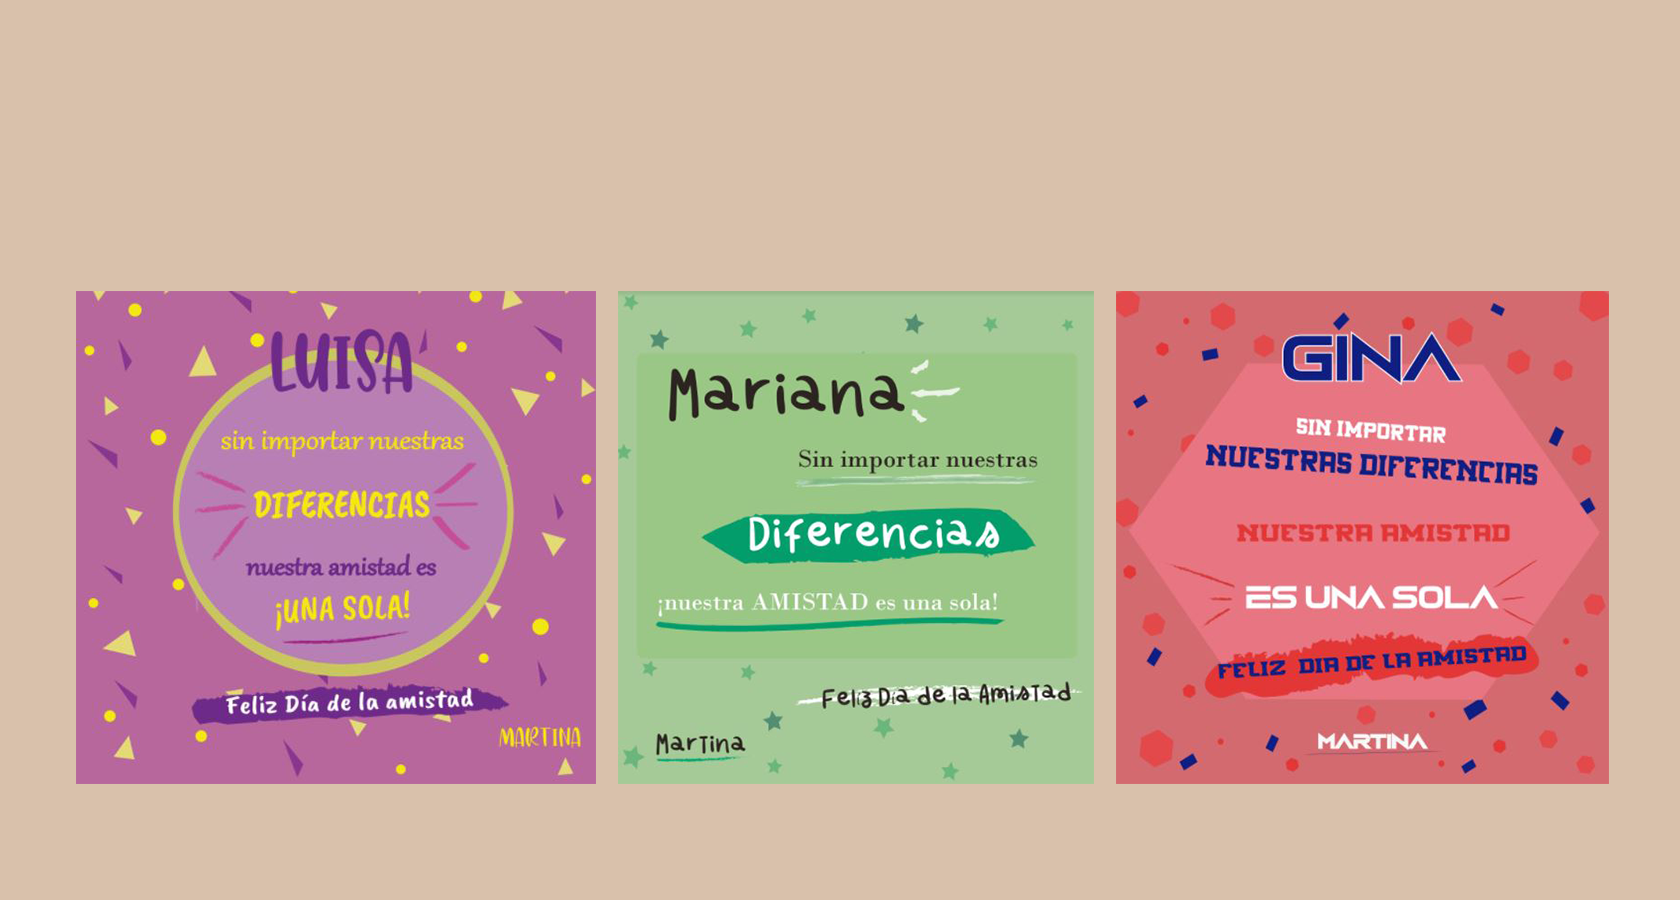 LUISA
sin importar nuestras
DIFERENCIAS
nuestra amistad es
¡UNA SOLA!
Feliz Día de la amistad
MARTINA
Mariana
Sin importar nuestras
Diferencias
¡nuestra AMISTAD es una sola!
Feliz Dia de la Amistad
Martina
GINA
SIN IMPORTAR
NUESTRAS DIFERENCIAS
NUESTRA AMISTAD
ES UNA SOLA
FELIZ DIA DE LA AMISTAD
MARTINA